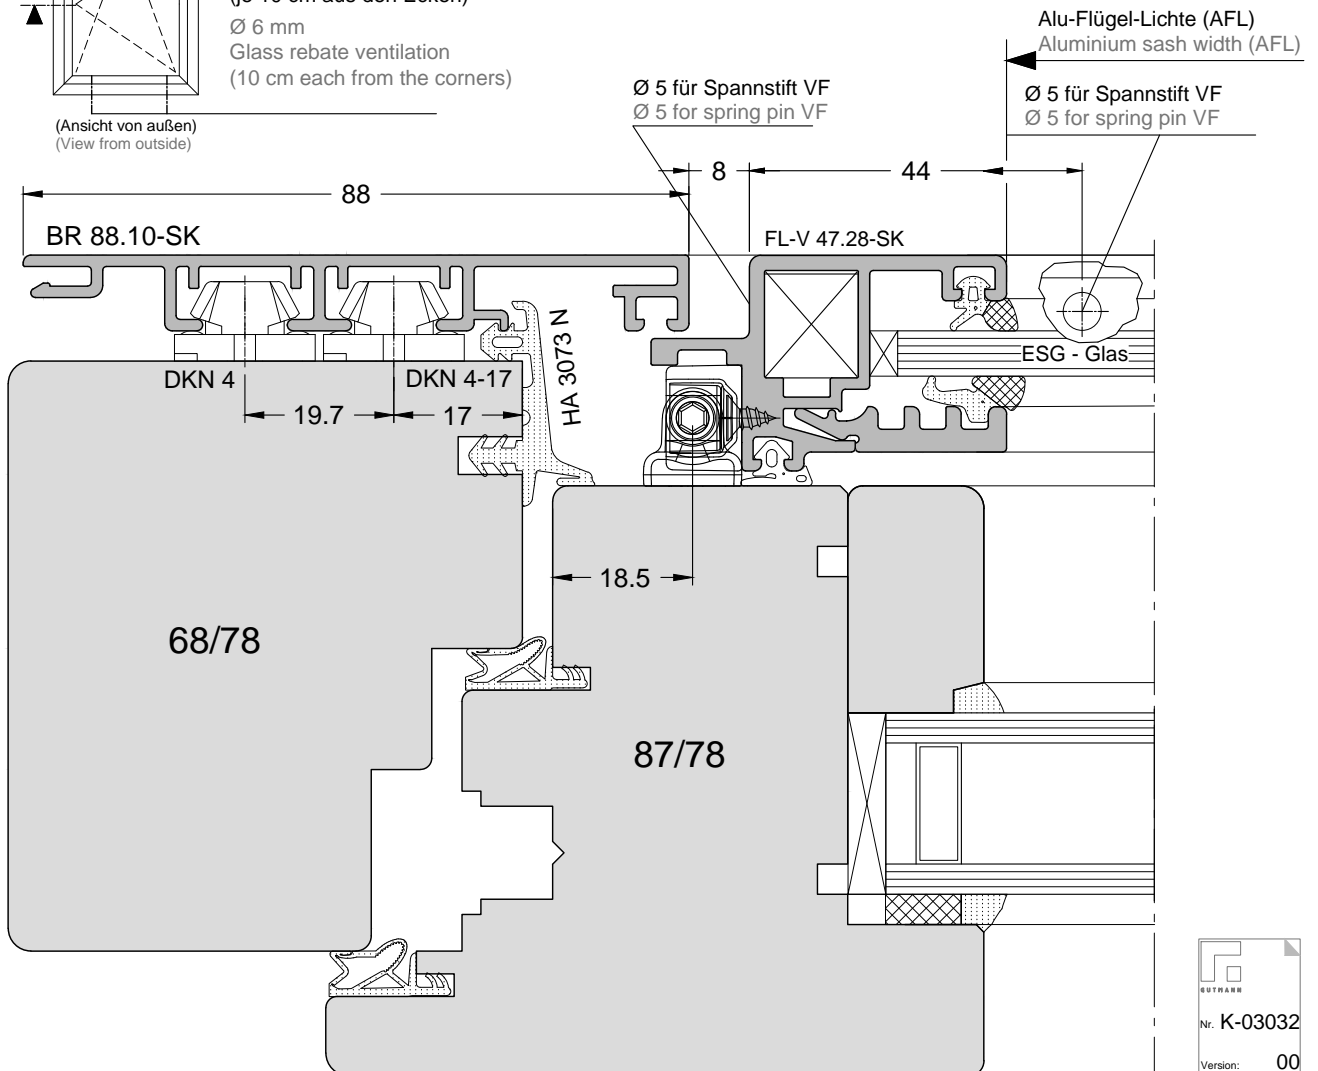 (je 10 cm aus den Ecken)
Ø 6 mm
Glass rebate ventilation
(10 cm each from the corners)
(Ansicht von außen)
(View from outside)
Alu-Flügel-Lichte (AFL)
Aluminium sash width (AFL)
Ø 5 für Spannstift VF
Ø 5 for spring pin VF
Ø 5 für Spannstift VF
Ø 5 for spring pin VF
88
8
44
BR 88.10-SK
FL-V 47.28-SK
HA 3073 N
ESG - Glas
DKN 4
DKN 4-17
19.7
17
18.5
68/78
87/78
GUTMANN
Nr. K-03032
Version: 00